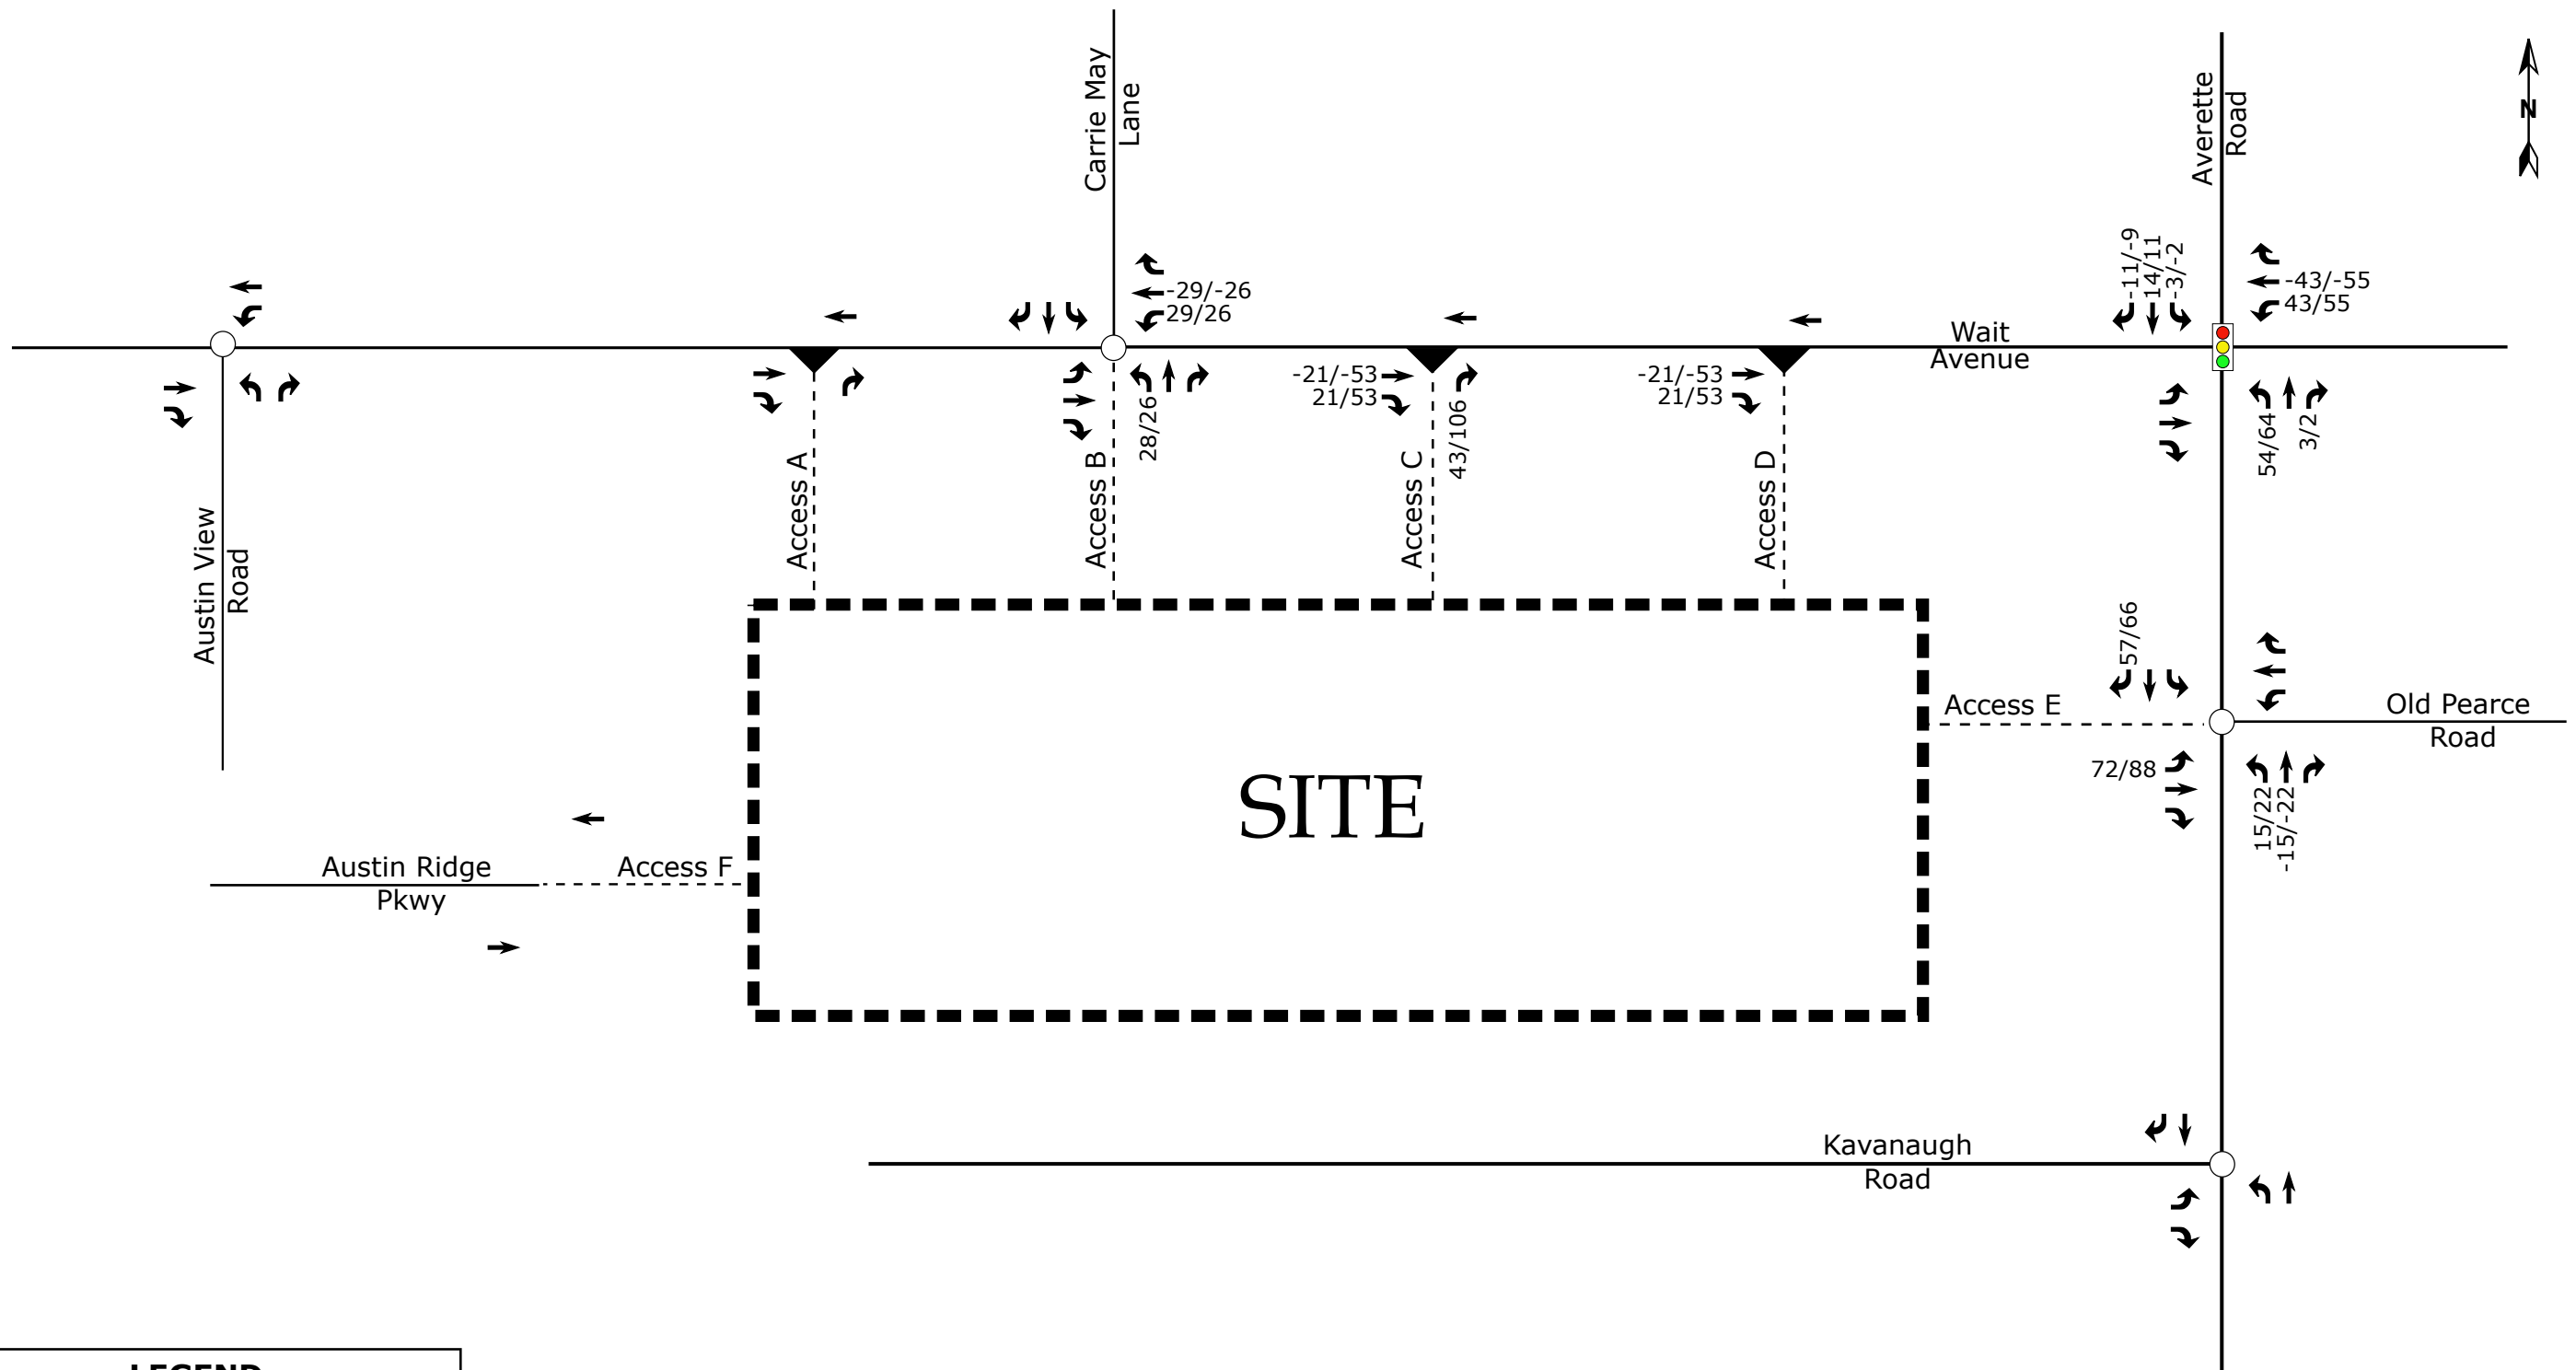 Carrie May
Lane
Averette
Road
N
-29/-26
29/26
-11/-9
14/11
-3/-2
-43/-55
43/55
Wait
Avenue
28/26
-21/-53
21/53
43/106
-21/-53
21/53
54/64
3/2
Austin View
Road
Access A
Access B
Access C
Access D
57/66
Access E
Old Pearce
Road
72/88
15/22
-15/-22
SITE
Austin Ridge
Pkwy
Access F
Kavanaugh
Road
LEGEND